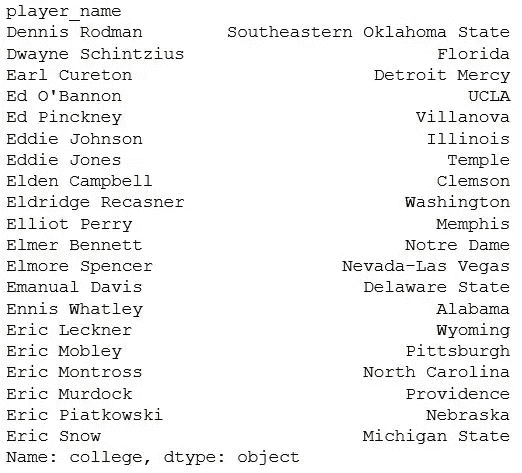 player_name
Dennis Rodman Southeastern Oklahoma State
Dwayne Schintzius Florida
Earl Cureton Detroit Mercy
Ed O'Bannon UCLA
Ed Pinckney Villanova
Eddie Johnson Illinois
Eddie Jones Temple
Elden Campbell Clemson
Eldridge Recasner Washington
Elliot Perry Memphis
Elmer Bennett Notre Dame
Elmore Spencer Nevada-Las Vegas
Emanual Davis Delaware State
Ennis Whatley Alabama
Eric Leckner Wyoming
Eric Mobley Pittsburgh
Eric Montross North Carolina
Eric Murdock Providence
Eric Piatkowski Nebraska
Eric Snow Michigan State
Name: college, dtype: object